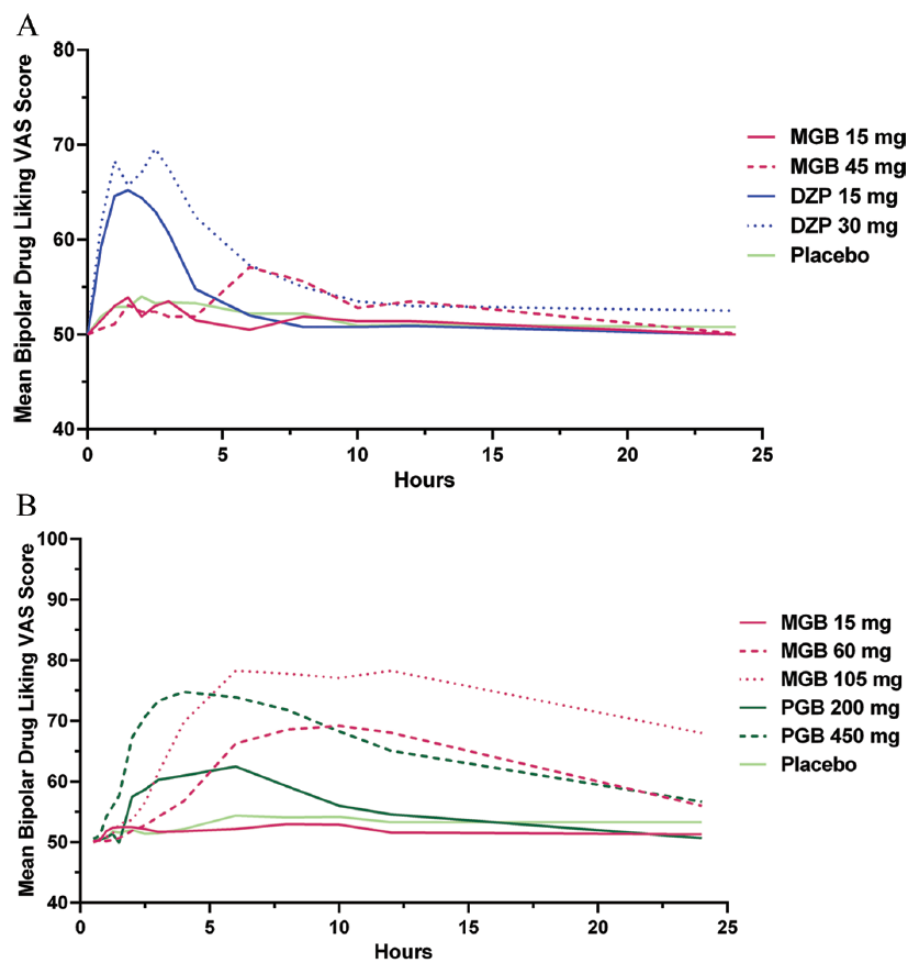 A
Mean Bipolar Drug Liking VAS Score
80
70
60
50
40
0
5
10
15
20
25
Hours
MGB 15 mg
MGB 45 mg
DZP 15 mg
DZP 30 mg
Placebo
B
Mean Bipolar Drug Liking VAS Score
100
90
80
70
60
50
40
0
5
10
15
20
25
Hours
MGB 15 mg
MGB 60 mg
MGB 105 mg
PGB 200 mg
PGB 450 mg
Placebo